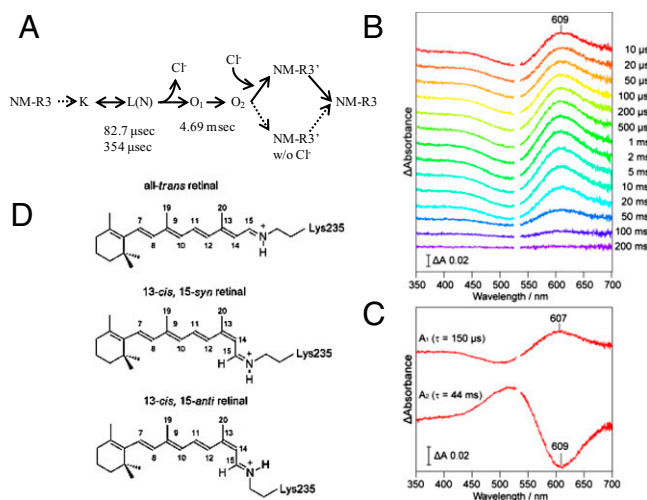 A
Cl-
Cl-
NM-R3'
NM-R3
K
L(N)
O1
O2
NM-R3
82.7 μsec
354 μsec
4.69 msec
NM-R3'
w/o Cl-
B
609
10 μs
20 μs
50 μs
100 μs
200 μs
500 μs
1 ms
2 ms
5 ms
10 ms
20 ms
50 ms
100 ms
200 ms
ΔAbsorbance
ΔA 0.02
350 400 450 500 550 600 650 700
Wavelength / nm
C
607
A1 (τ = 150 μs)
A2 (τ = 44 ms)
ΔAbsorbance
ΔA 0.02
609
350 400 450 500 550 600 650 700
Wavelength / nm
D
all-trans retinal
19
20
7
9
11
13
15
Lys235
8
10
12
14
+
N
H
13-cis, 15-syn retinal
19
20
7
9
11
13
14
8
10
12
15
H
+
N
H
Lys235
13-cis, 15-anti retinal
19
20
7
9
11
13
14
8
10
12
15
H
+
N
H
Lys235